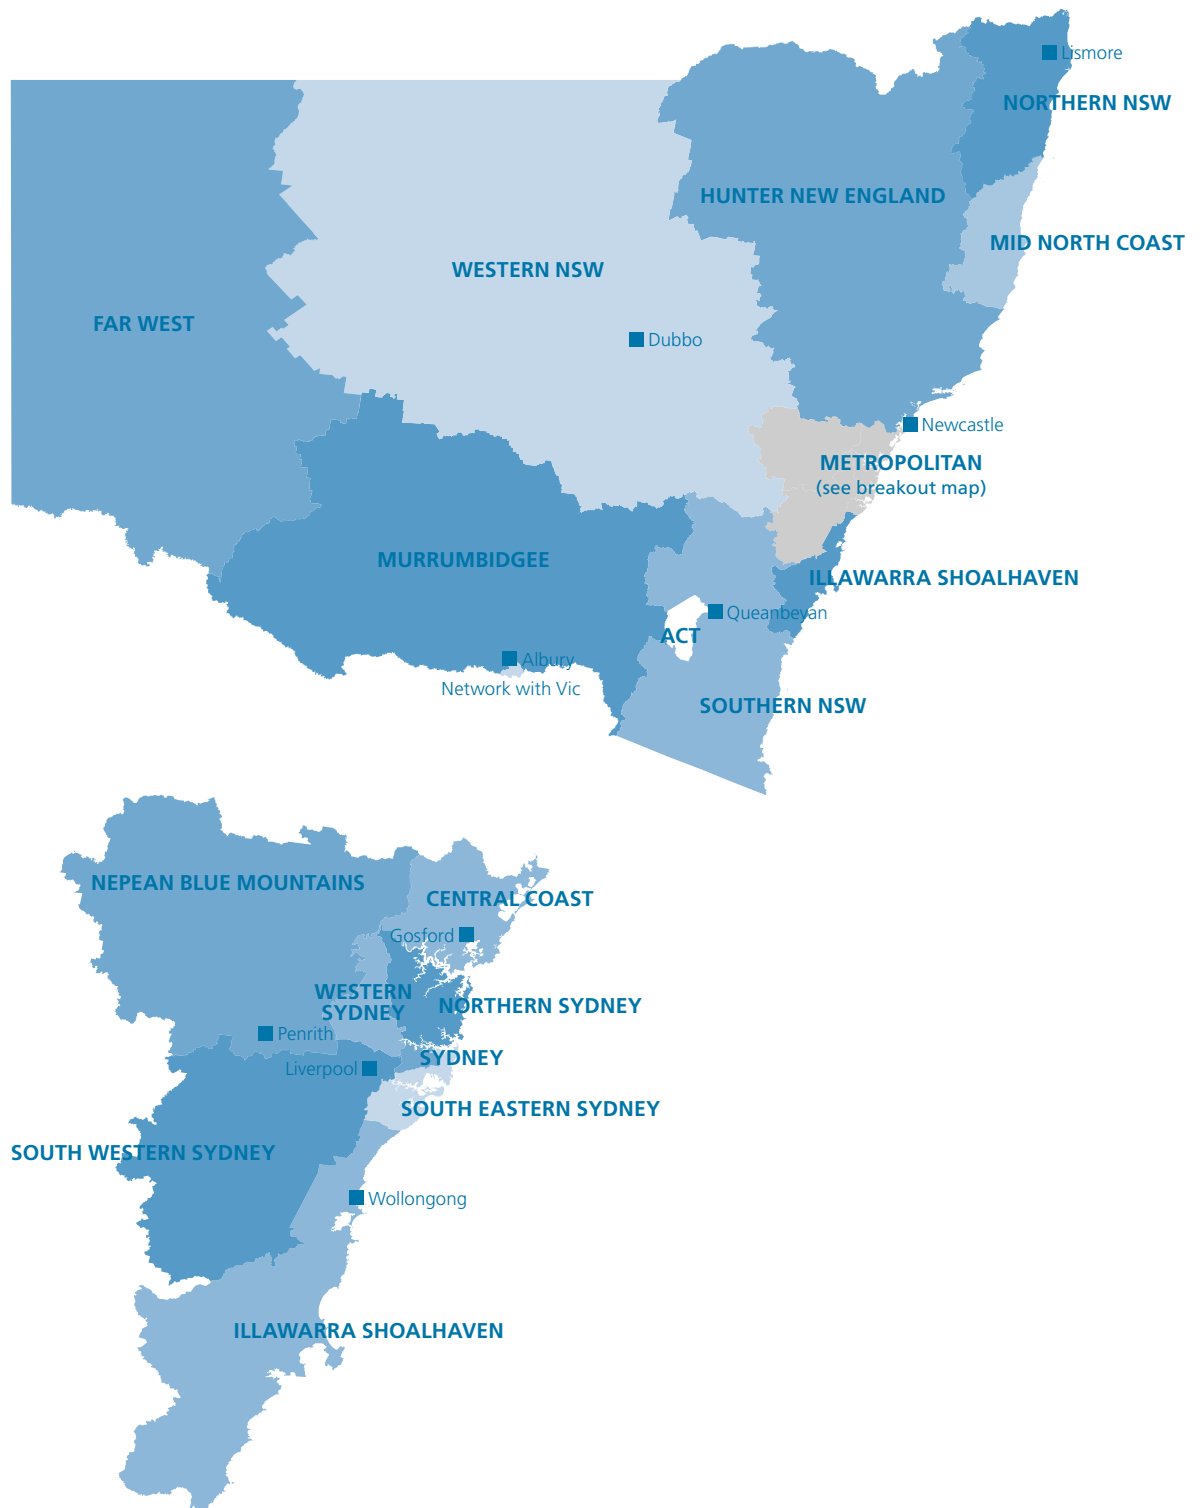 Lismore
NORTHERN NSW
HUNTER NEW ENGLAND
MID NORTH COAST
WESTERN NSW
FAR WEST
Dubbo
Newcastle
METROPOLITAN
(see breakout map)
MURRUMBIDGEE
ILLAWARRA SHOALHAVEN
Queanbeyan
ACT
Albury
Network with Vic
SOUTHERN NSW
NEPEAN BLUE MOUNTAINS
CENTRAL COAST
Gosford
WESTERN
SYDNEY
NORTHERN SYDNEY
Penrith
SYDNEY
Liverpool
SOUTH EASTERN SYDNEY
SOUTH WESTERN SYDNEY
Wollongong
ILLAWARRA SHOALHAVEN